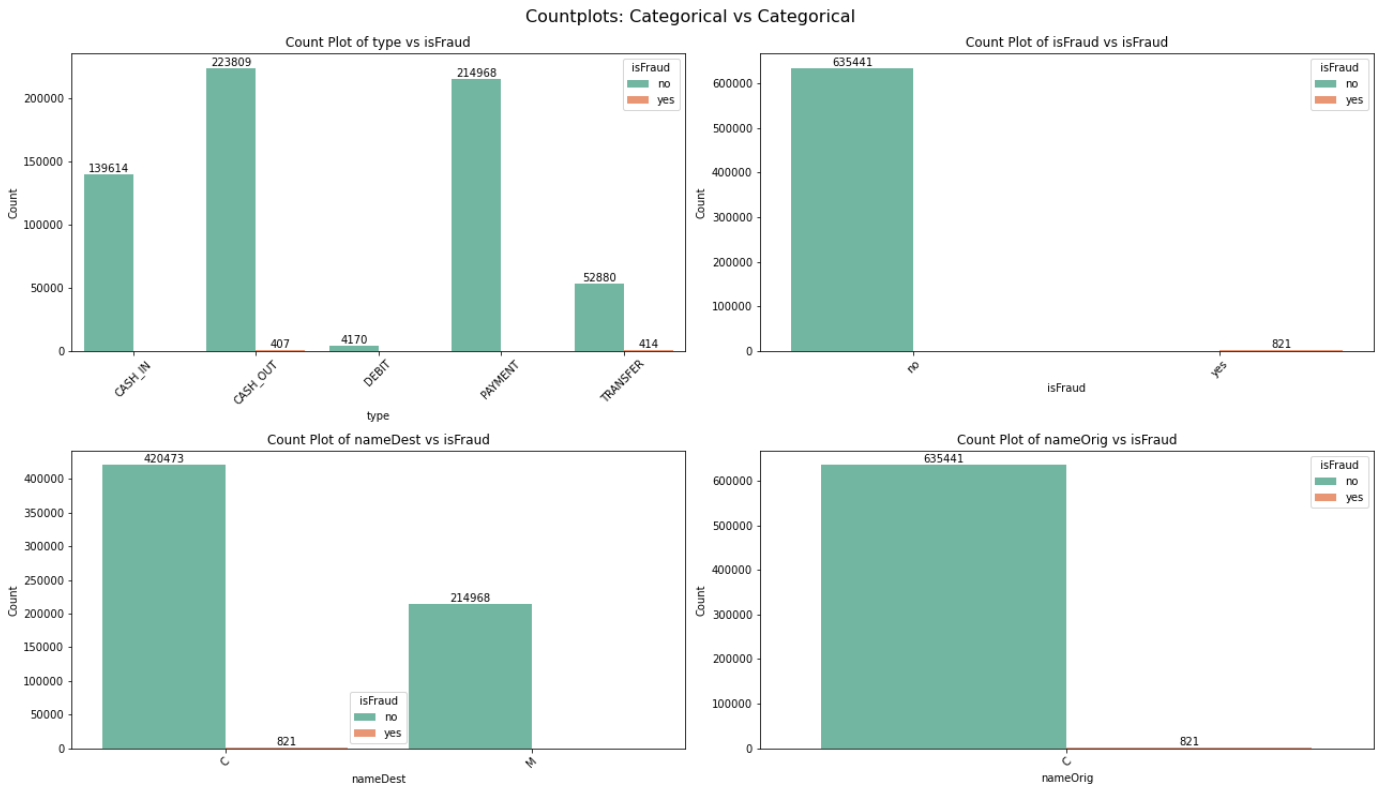 Countplots: Categorical vs Categorical
Count Plot of type vs isFraud
223809
214968
139614
52880
4170
407
414
isFraud
no
yes
200000
150000
100000
50000
0
Count
CASH_IN
CASH_OUT
DEBIT
PAYMENT
TRANSFER
type
Count Plot of isFraud vs isFraud
635441
821
isFraud
no
yes
600000
500000
400000
300000
200000
100000
0
Count
no
yes
isFraud
Count Plot of nameDest vs isFraud
420473
214968
821
isFraud
no
yes
400000
350000
300000
250000
200000
150000
100000
50000
0
Count
C
M
nameDest
Count Plot of nameOrig vs isFraud
635441
821
isFraud
no
yes
600000
500000
400000
300000
200000
100000
0
Count
C
nameOrig